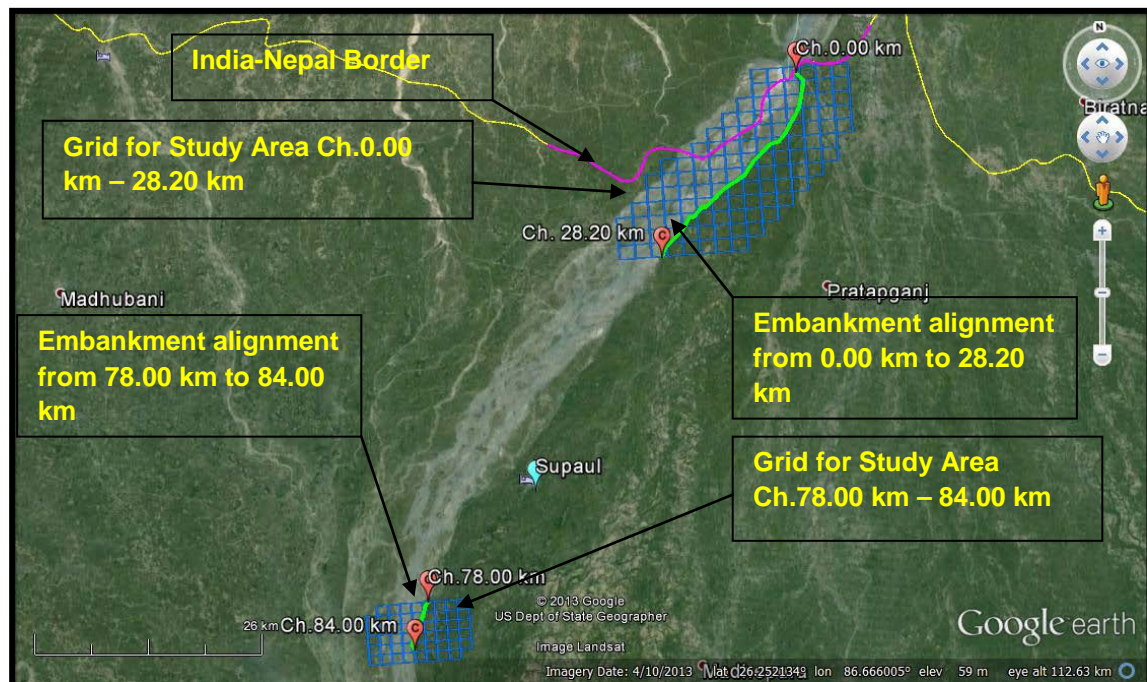 N
Ch.0.00 km
India-Nepal Border
Biratna
Grid for Study Area Ch.0.00
km – 28.20 km
Ch. 28.20 km
Madhubani
Pratapganj
Embankment alignment
from 78.00 km to 84.00
km
Embankment alignment
from 0.00 km to 28.20
km
Supaul
Grid for Study Area
Ch.78.00 km – 84.00 km
Ch.78.00 km
© 2013 Google
US Dept of State Geographer
26 km
Ch.84.00 km
Google earth
Image Landsat
Imagery Date: 4/10/2013 lat 26.252134° lon 86.666005° elev 59 m eye alt 112.63 km